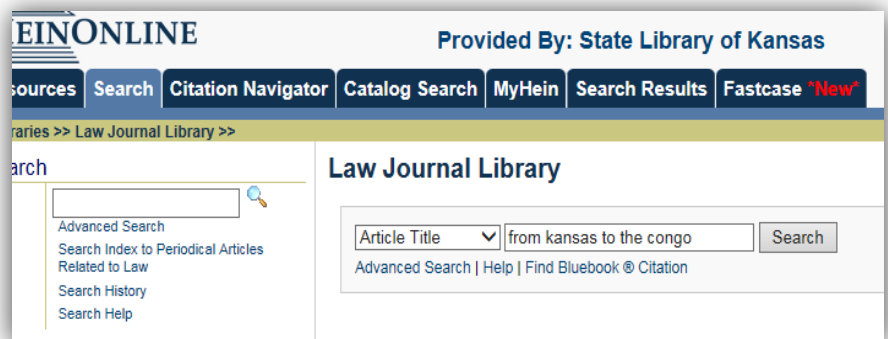 EINONLINE
Provided By: State Library of Kansas
sources Search Citation Navigator Catalog Search MyHein Search Results Fastcase *New*
raries >> Law Journal Library >>
arch
Advanced Search
Search Index to Periodical Articles
Related to Law
Search History
Search Help
Law Journal Library
Article Title from kansas to the congo Search
Advanced Search | Help | Find Bluebook ® Citation